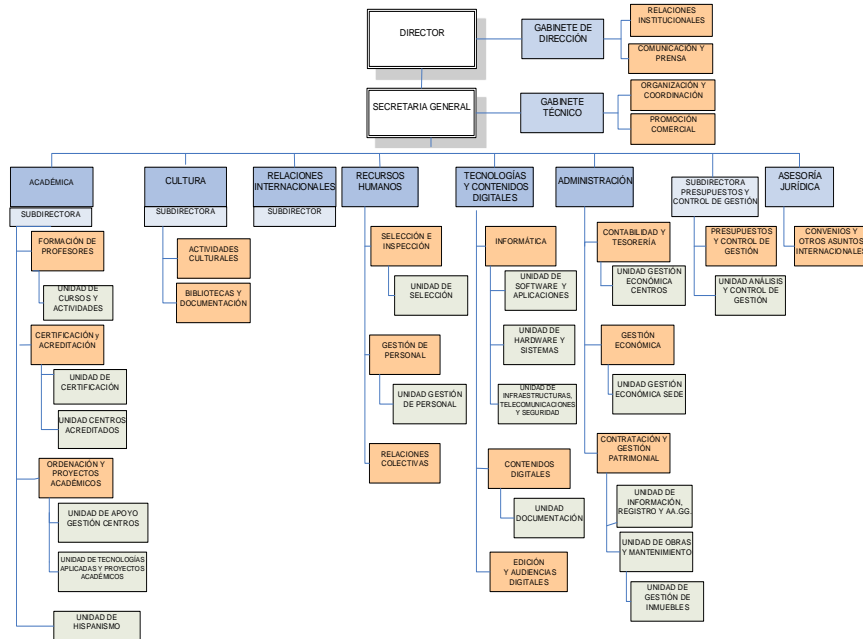 DIRECTOR
GABINETE DE
DIRECCIÓN
RELACIONES
INSTITUCIONALES
COMUNICACIÓN Y
PRENSA
SECRETARIA GENERAL
GABINETE
TÉCNICO
ORGANIZACIÓN Y
COORDINACIÓN
PROMOCIÓN
COMERCIAL
ACADÉMICA
SUBDIRECTORA
FORMACIÓN DE
PROFESORES
UNIDAD DE
CURSOS Y
ACTIVIDADES
CERTIFICACIÓN y
ACREDITACIÓN
UNIDAD DE
CERTIFICACIÓN
UNIDAD CENTROS
ACREDITADOS
ORDENACIÓN Y
PROYECTOS
ACADÉMICOS
UNIDAD DE APOYO
GESTIÓN CENTROS
UNIDAD DE TECNOLOGÍAS
APLICADAS Y PROYECTOS
ACADÉMICOS
UNIDAD DE
HISPANISMO
CULTURA
SUBDIRECTORA
ACTIVIDADES
CULTURALES
BIBLIOTECAS Y
DOCUMENTACIÓN
RELACIONES
INTERNACIONALES
SUBDIRECTOR
RECURSOS
HUMANOS
SELECCIÓN E
INSPECCIÓN
UNIDAD DE
SELECCIÓN
GESTIÓN DE
PERSONAL
UNIDAD GESTIÓN
DE PERSONAL
RELACIONES
COLECTIVAS
TECNOLOGÍAS
Y CONTENIDOS
DIGITALES
INFORMÁTICA
UNIDAD DE
SOFTWARE Y
APLICACIONES
UNIDAD DE
HARDWARE Y
SISTEMAS
UNIDAD DE
INFRAESTRUCTURAS,
TELECOMUNICACIONES
Y SEGURIDAD
CONTENIDOS
DIGITALES
UNIDAD
DOCUMENTACIÓN
EDICIÓN
Y AUDIENCIAS
DIGITALES
ADMINISTRACIÓN
CONTABILIDAD Y
TESORERÍA
UNIDAD GESTIÓN
ECONÓMICA
CENTROS
GESTIÓN
ECONÓMICA
UNIDAD GESTIÓN
ECONÓMICA SEDE
CONTRATACIÓN Y
GESTIÓN
PATRIMONIAL
UNIDAD DE
INFORMACIÓN,
REGISTRO Y AA.GG.
UNIDAD DE OBRAS
Y MANTENIMIENTO
UNIDAD DE
GESTIÓN DE
INMUEBLES
SUBDIRECTORA
PRESUPUESTOS Y
CONTROL DE GESTIÓN
PRESUPUESTOS
Y CONTROL DE
GESTIÓN
UNIDAD ANÁLISIS
Y CONTROL DE
GESTIÓN
ASESORÍA
JURÍDICA
CONVENIOS Y
OTROS ASUNTOS
INTERNACIONALES